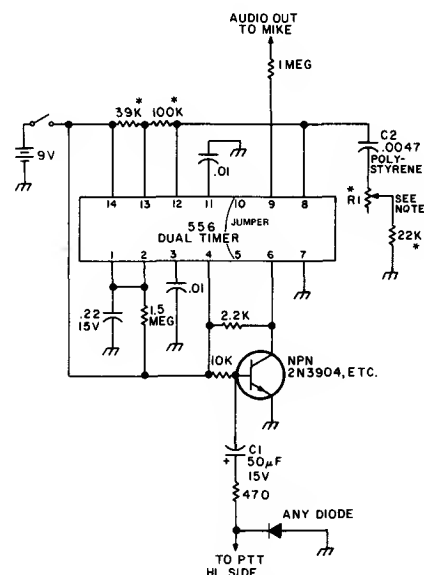 AUDIO OUT
TO MIKE
1 MEG
39K * 100K *
9V
.01
C2
.0047
POLY-
STYRENE
* R1
SEE
NOTE
22K *
14 13 12 11 10 9 8
556
DUAL TIMER
JUMPER
1 2 3 4 5 6 7
.22
15V
1.5
MEG
.01
2.2K
10K
NPN
2N3904, ETC.
+
C1
50µF
15V
470
ANY DIODE
TO PTT
HI SIDE